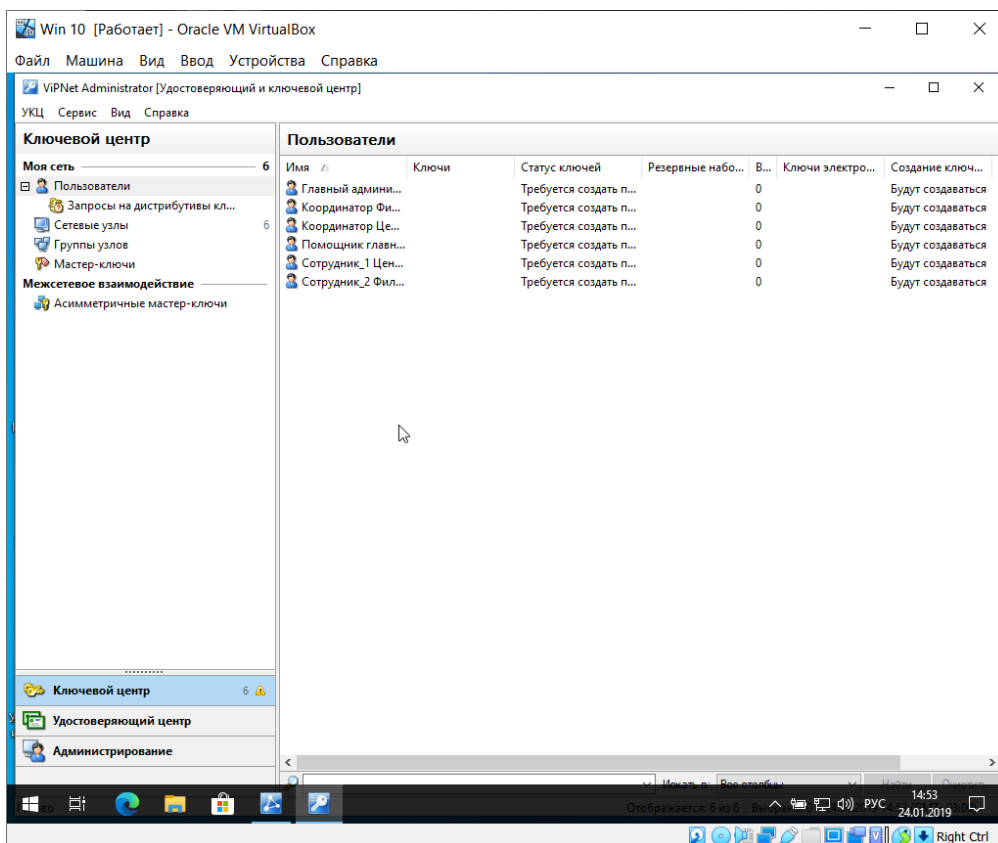 Win 10 [Работает] - Oracle VM VirtualBox
Файл Машина Вид Ввод Устройства Справка
ViPNet Administrator [Удостоверяющий и ключевой центр]
УКЦ Сервис Вид Справка
Ключевой центр
Моя сеть 6
Пользователи
Запросы на дистрибутивы кл...
Сетевые узлы 6
Группы узлов
Мастер-ключи
Межсетевое взаимодействие
Асимметричные мастер-ключи
Ключевой центр 6
Удостоверяющий центр
Администрирование
Пользователи
Имя Ключи Статус ключей Резервные набо... В... Ключи электро... Создание ключ...
Главный админи... Требуется создать п... 0 Будут создаваться
Координатор Фи... Требуется создать п... 0 Будут создаваться
Координатор Це... Требуется создать п... 0 Будут создаваться
Помощник главн... Требуется создать п... 0 Будут создаваться
Сотрудник_1 Цен... Требуется создать п... 0 Будут создаваться
Сотрудник_2 Фил... Требуется создать п... 0 Будут создаваться
Искать в: Все столбцы Найти Очистить
Отображается: 6 из 6
РУС
14:53
24.01.2019
Right Ctrl